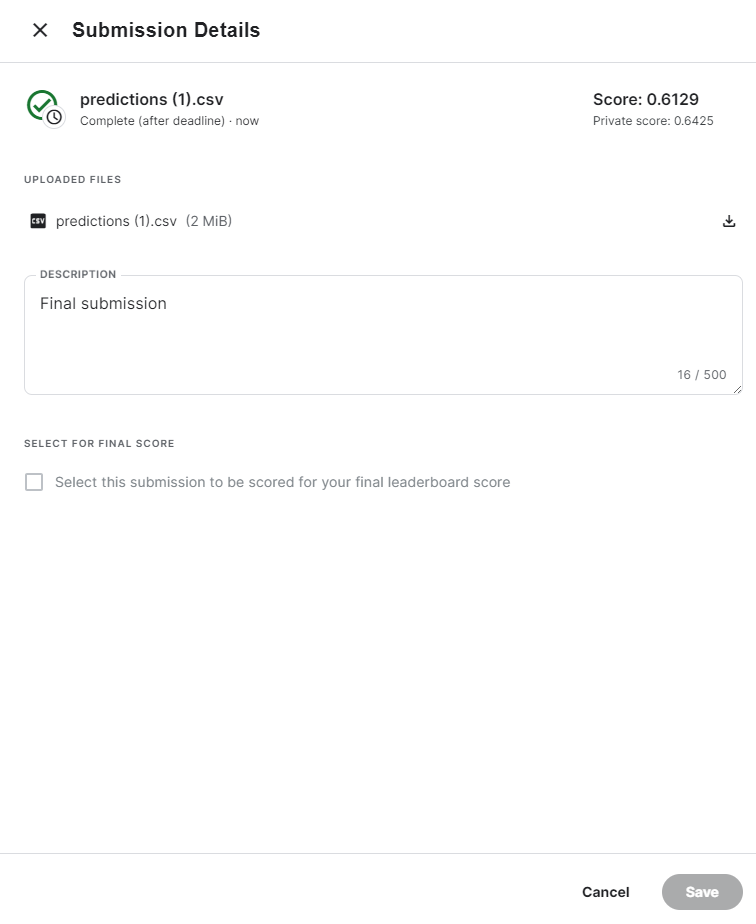 Submission Details
predictions (1).csv
Score: 0.6129
Complete (after deadline) · now
Private score: 0.6425
UPLOADED FILES
CSV
predictions (1).csv (2 MiB)
DESCRIPTION
Final submission
16 / 500
SELECT FOR FINAL SCORE
Select this submission to be scored for your final leaderboard score
Cancel
Save